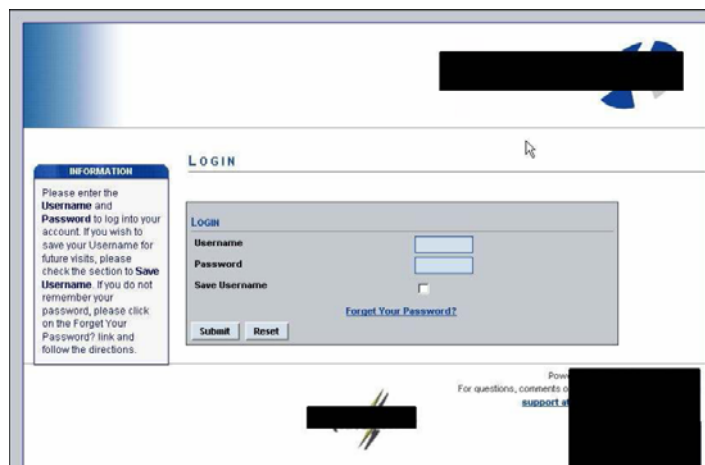 LOGIN
INFORMATION
Please enter the
Username and
Password to log into your
account. If you wish to
save your Username for
future visits, please
check the section to Save
Username. If you do not
remember your
password, please click
on the Forget Your
Password? link and
follow the directions.
LOGIN
Username
Password
Save Username
Forget Your Password?
Submit Reset
Powe
For questions, comments o
support at